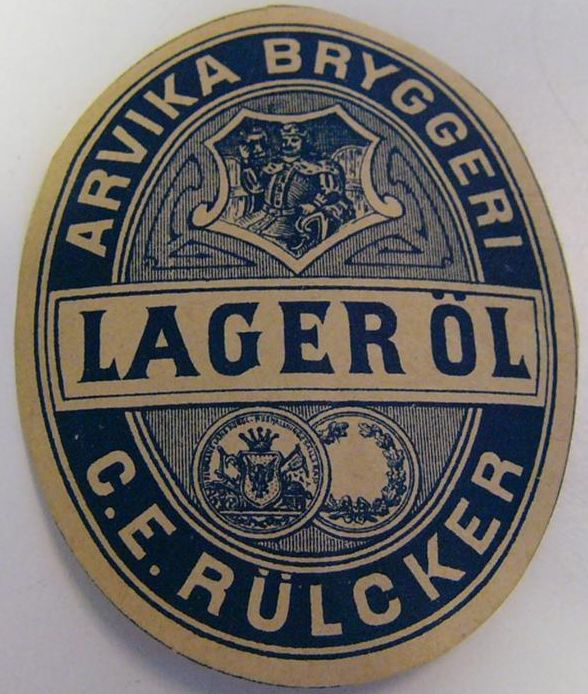 ARVIKA BRYGGERI
LAGER ÖL
C.E. RÜLCKER